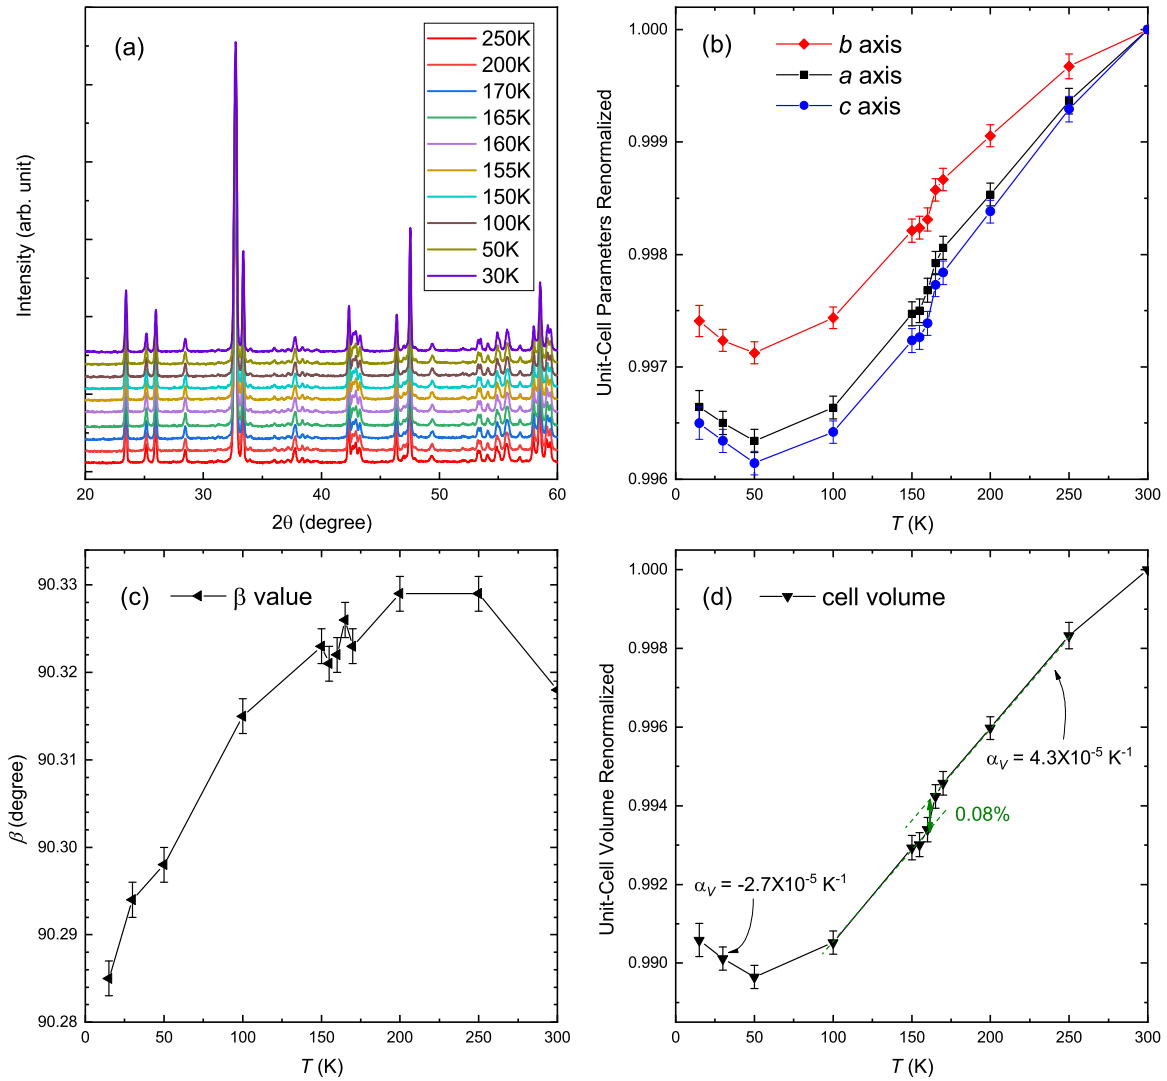 (a)
250K
200K
170K
165K
160K
155K
150K
100K
50K
30K
Intensity (arb. unit)
20 30 40 50 60
2θ (degree)
(b)
b axis
a axis
c axis
1.000
0.999
0.998
0.997
0.996
Unit-Cell Parameters Renormalized
0 50 100 150 200 250 300
T (K)
(c)
β value
90.33
90.32
90.31
90.30
90.29
90.28
β (degree)
0 50 100 150 200 250 300
T (K)
(d)
cell volume
1.000
0.998
0.996
0.994
0.992
0.990
Unit-Cell Volume Renormalized
αV = 4.3X10-5 K-1
0.08%
αV = -2.7X10-5 K-1
0 50 100 150 200 250 300
T (K)